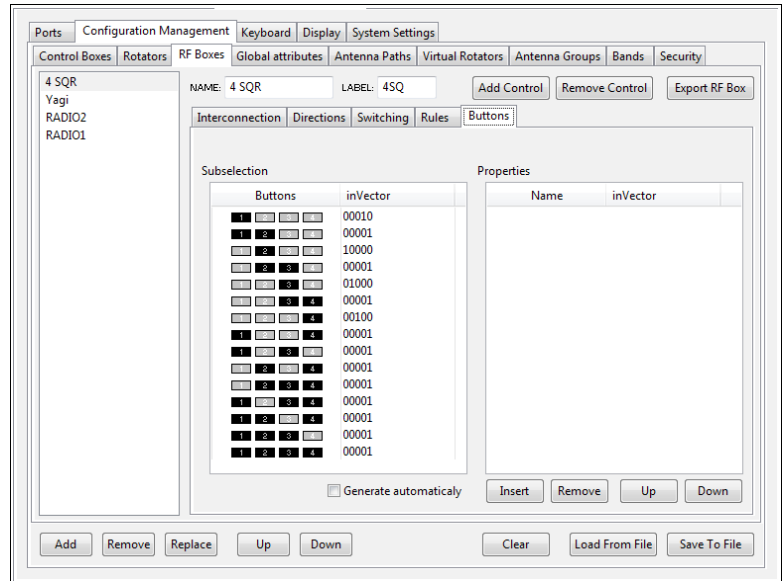 Ports Configuration Management Keyboard Display System Settings
Control Boxes Rotators RF Boxes Global attributes Antenna Paths Virtual Rotators Antenna Groups Bands Security
4 SQR
Yagi
RADIO2
RADIO1
NAME: 4 SQR LABEL: 4SQ Add Control Remove Control Export RF Box
Interconnection Directions Switching Rules Buttons
Subselection
Buttons inVector
1 2 3 4 00010
1 2 3 4 00001
1 2 3 4 10000
1 2 3 4 00001
1 2 3 4 01000
1 2 3 4 00001
1 2 3 4 00100
1 2 3 4 00001
1 2 3 4 00001
1 2 3 4 00001
1 2 3 4 00001
1 2 3 4 00001
1 2 3 4 00001
1 2 3 4 00001
1 2 3 4 00001
Generate automaticaly
Properties
Name inVector
Insert Remove Up Down
Add Remove Replace Up Down Clear Load From File Save To File